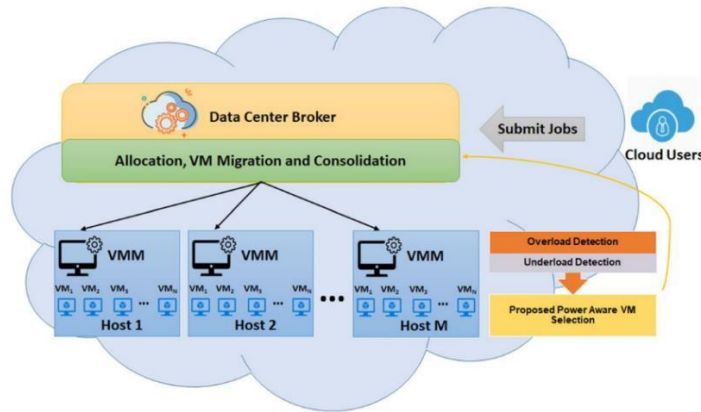 Data Center Broker
Submit Jobs
Cloud Users
Allocation, VM Migration and Consolidation
VMM
VM₁ VM₂ VM₃ ... VMₙ
Host 1
VMM
VM₁ VM₂ VM₃ ... VMₙ
Host 2
...
VMM
VM₁ VM₂ VM₃ ... VMₙ
Host M
Overload Detection
Underload Detection
Proposed Power Aware VM
Selection